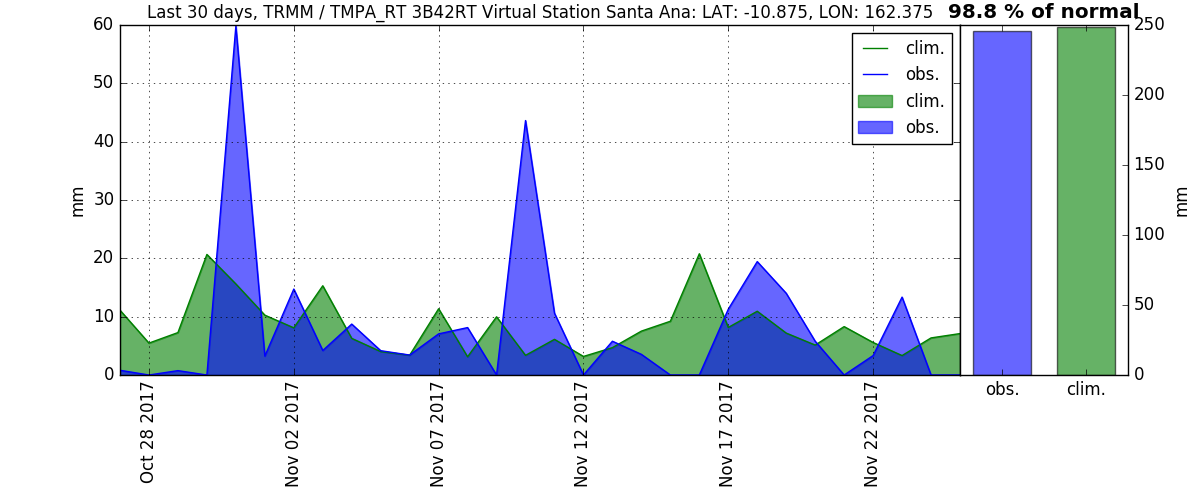 Last 30 days, TRMM / TMPA_RT 3B42RT Virtual Station Santa Ana: LAT: -10.875, LON: 162.375
98.8 % of normal
60
50
40
30
20
10
0
mm
clim.
obs.
clim.
obs.
Oct 28 2017
Nov 02 2017
Nov 07 2017
Nov 12 2017
Nov 17 2017
Nov 22 2017
250
200
150
100
50
0
mm
obs.
clim.